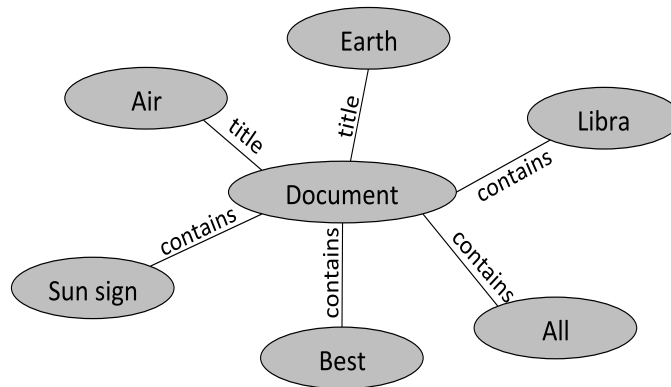 Earth
Air
title
title
Libra
contains
Document
contains
contains
contains
Sun sign
All
Best